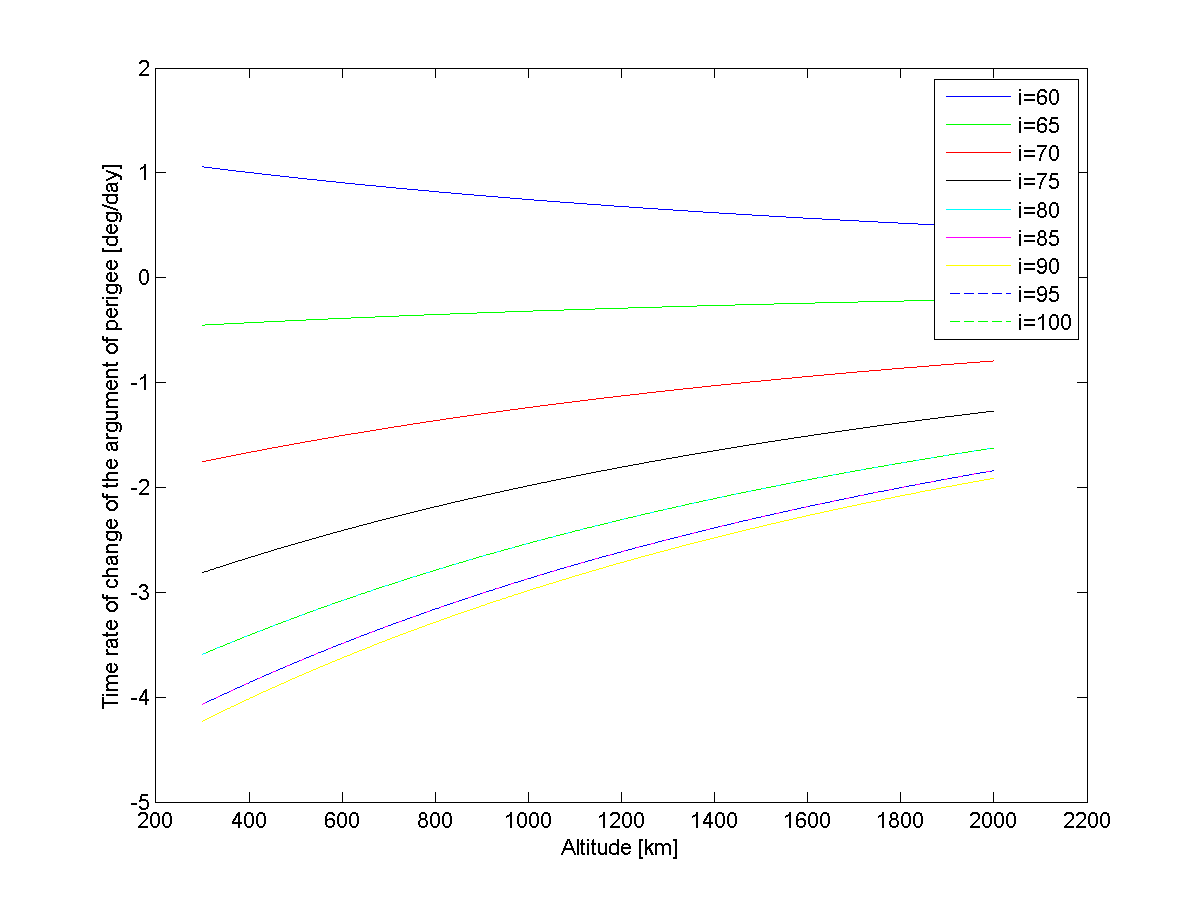 Time rate of change of the argument of perigee [deg/day]
2
1
0
-1
-2
-3
-4
-5
200
400
600
800
1000
1200
1400
1600
1800
2000
2200
Altitude [km]
i=60
i=65
i=70
i=75
i=80
i=85
i=90
i=95
i=100